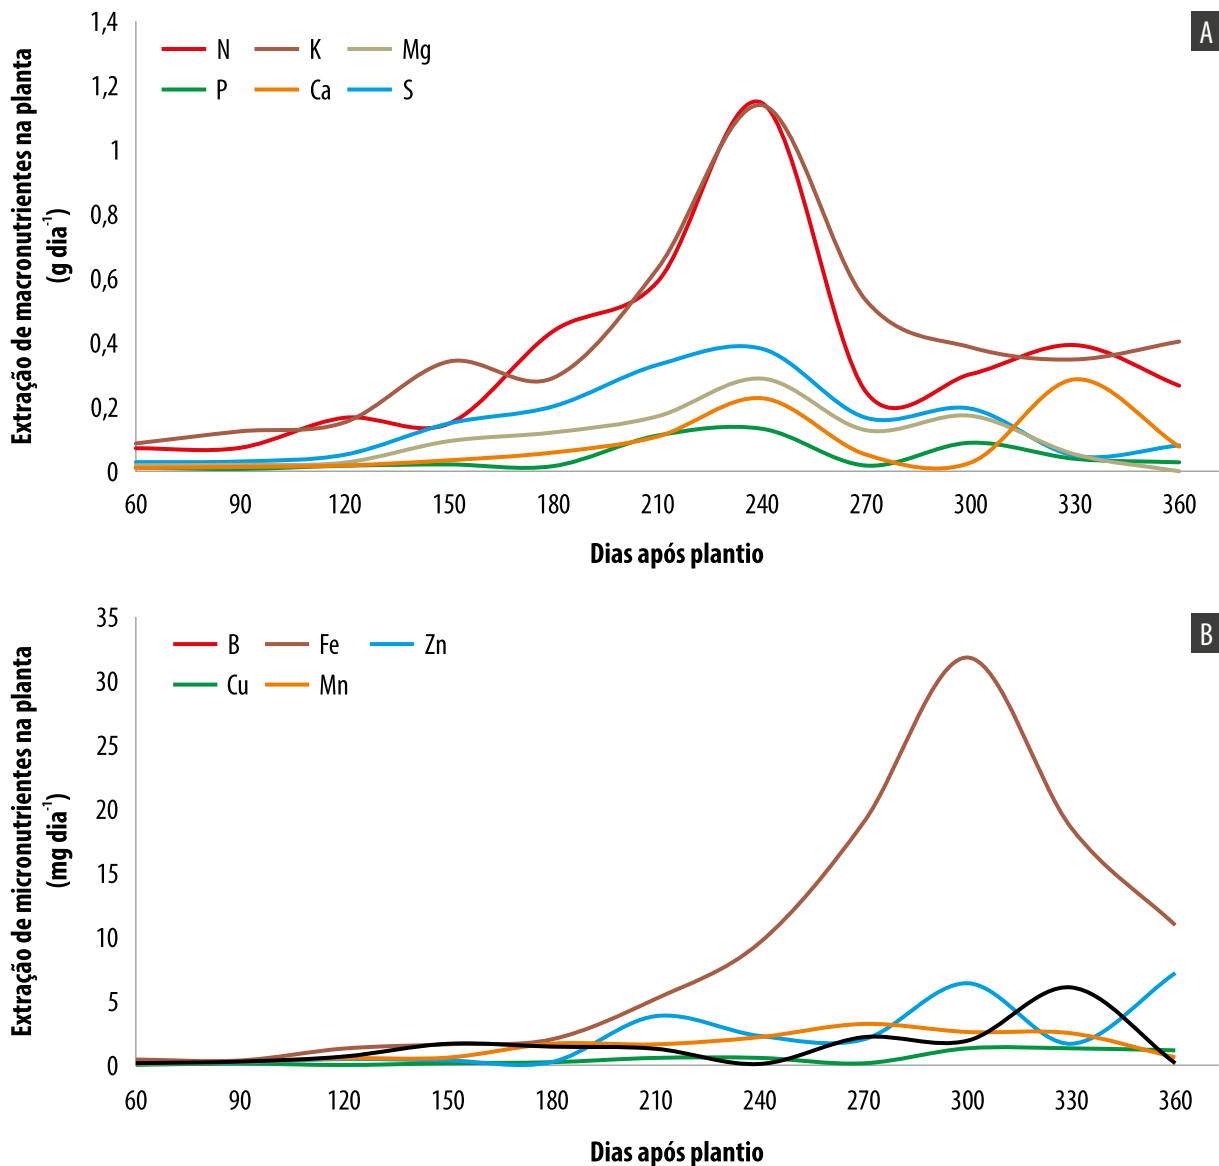 A
Extração de macronutrientes na planta
(g dia⁻¹)
1,4
1,2
1
0,8
0,6
0,4
0,2
0
N K Mg
P Ca S
60 90 120 150 180 210 240 270 300 330 360
Dias após plantio
B
Extração de micronutrientes na planta
(mg dia⁻¹)
35
30
25
20
15
10
5
0
B Fe Zn
Cu Mn
60 90 120 150 180 210 240 270 300 330 360
Dias após plantio